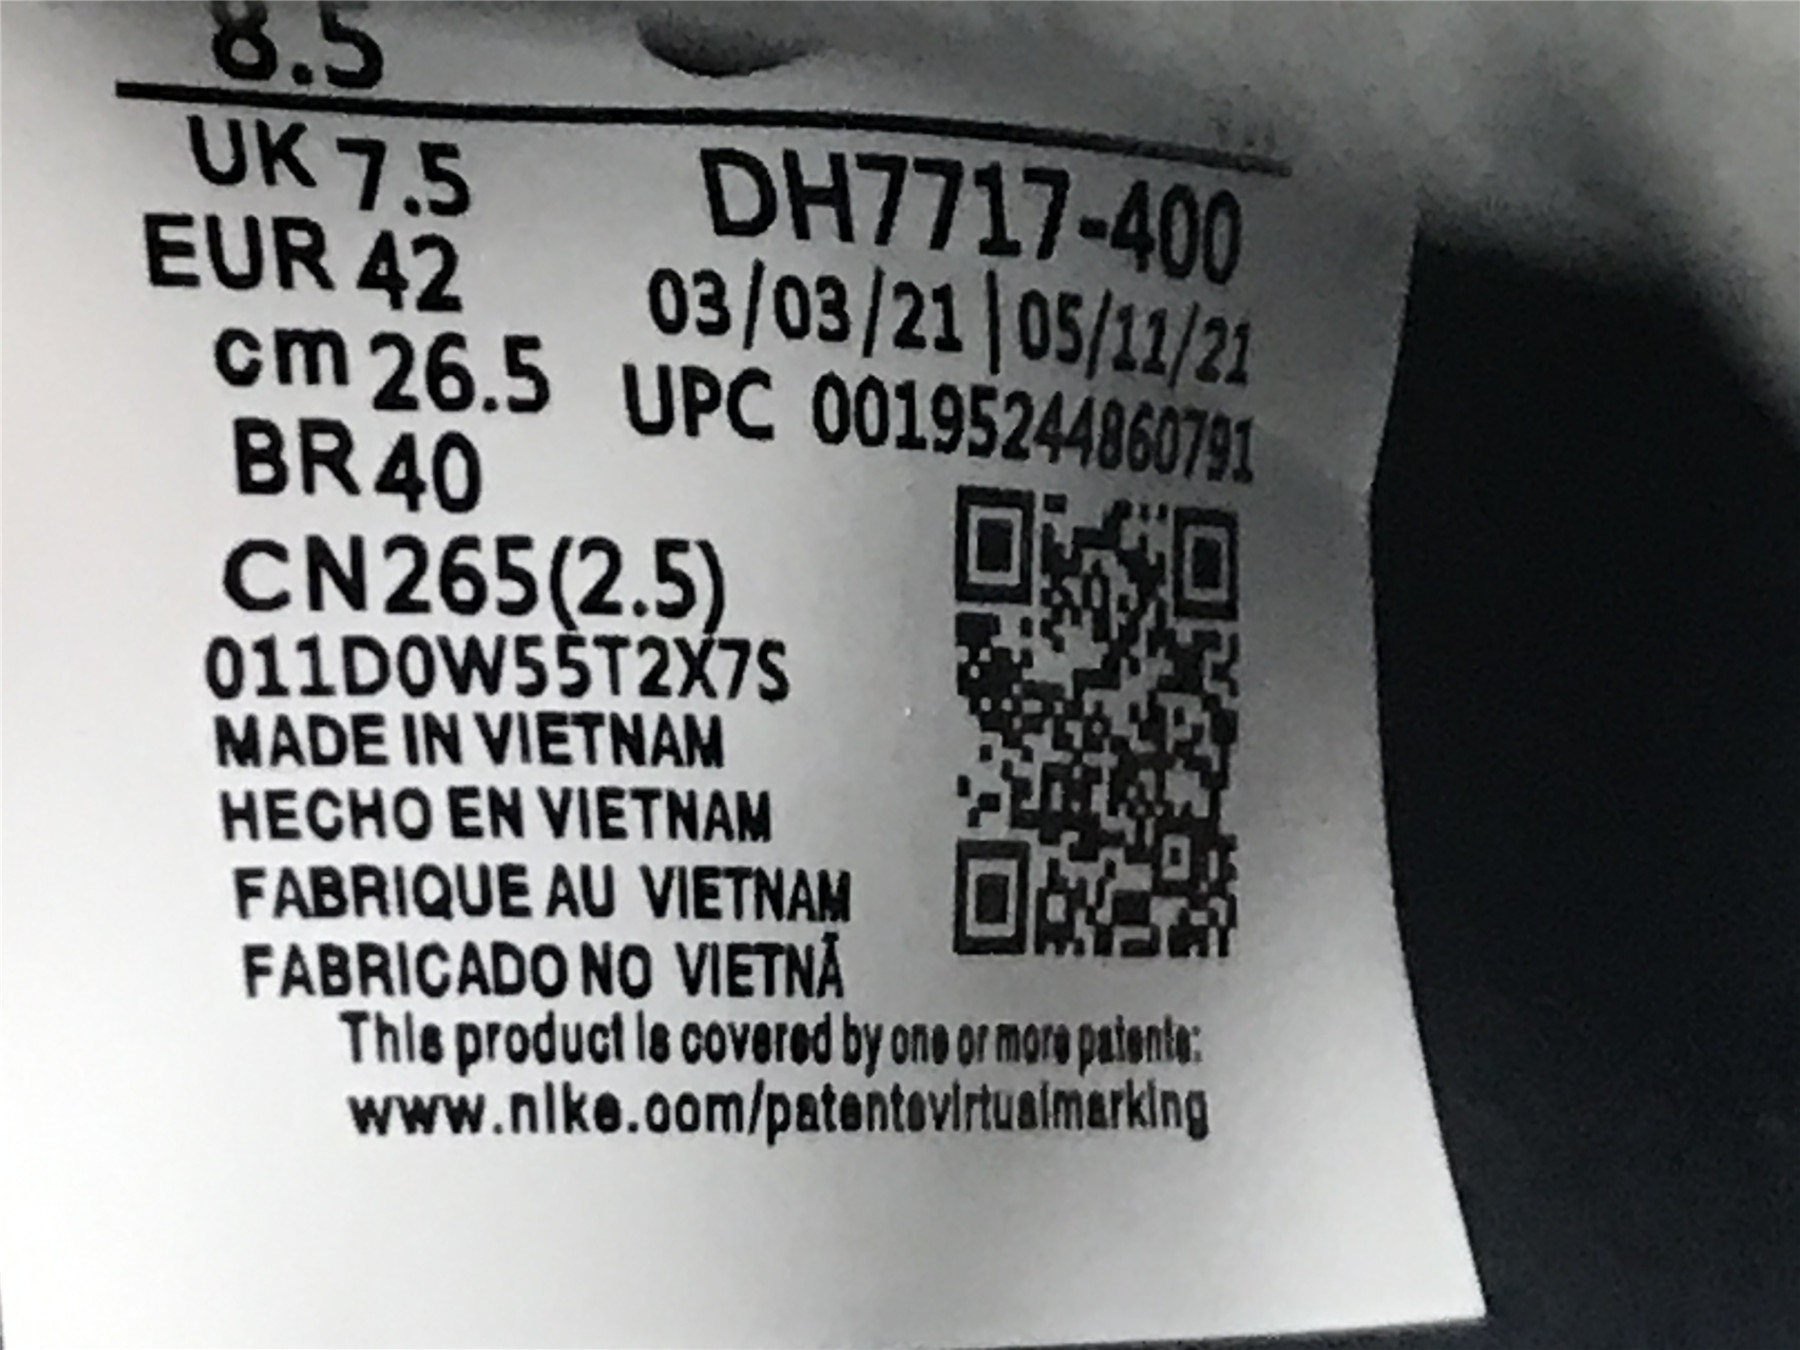 8.5
UK 7.5
EUR 42
cm 26.5
BR 40
CN 265(2.5)
011D0W55T2X7S
MADE IN VIETNAM
HECHO EN VIETNAM
FABRIQUE AU VIETNAM
FABRICADO NO VIETNÃ
DH7717-400
03/03/21|05/11/21
UPC 00195244860791
This product is covered by one or more patents:
www.nike.com/patentsvirtualmarking